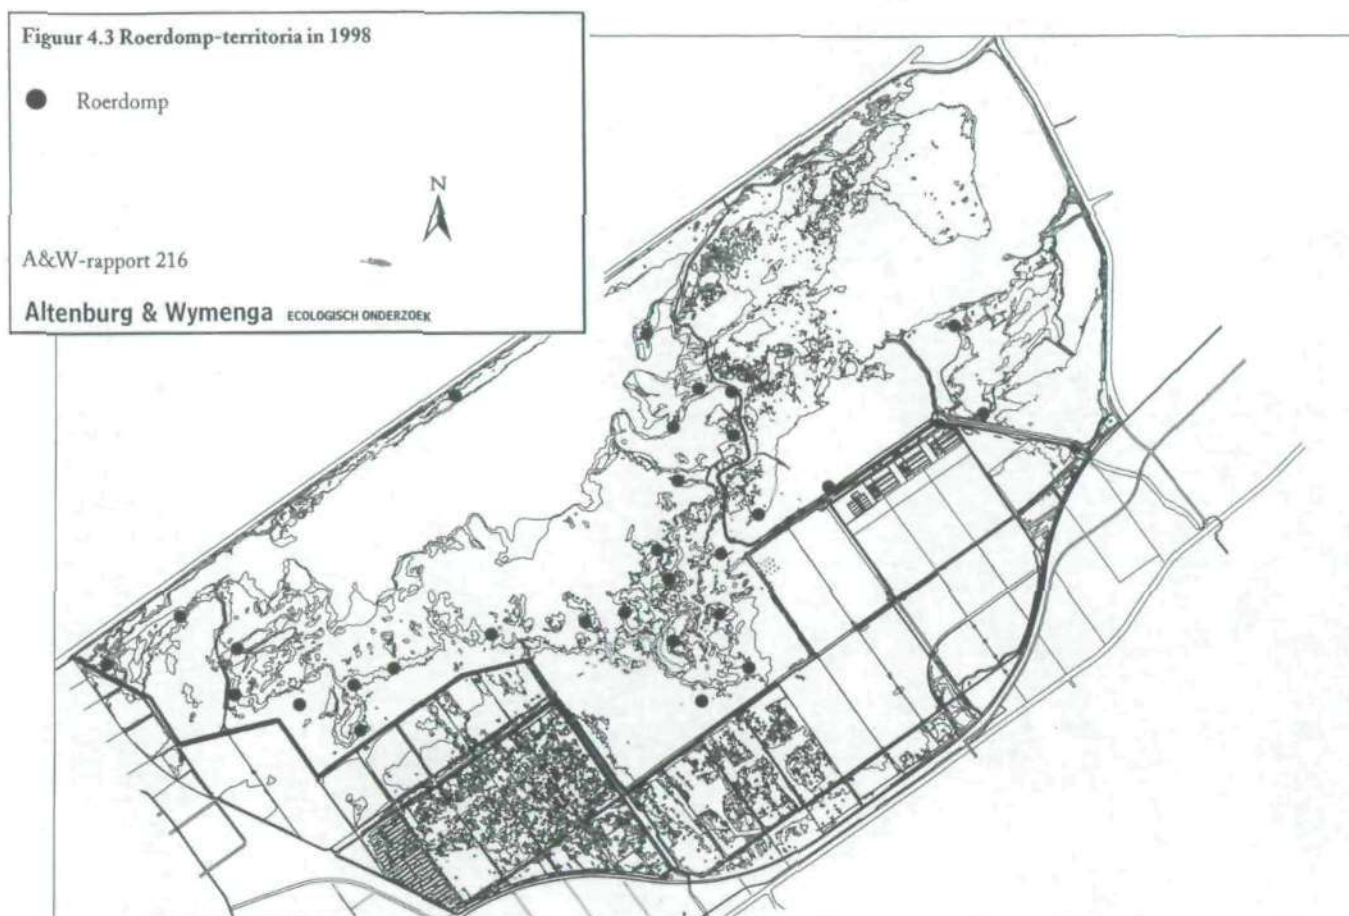 Figuur 4.3 Roerdomp-territoria in 1998
Roerdomp
N
A&W-rapport 216
Altenburg & Wymenga ECOLOGISCH ONDERZOEK